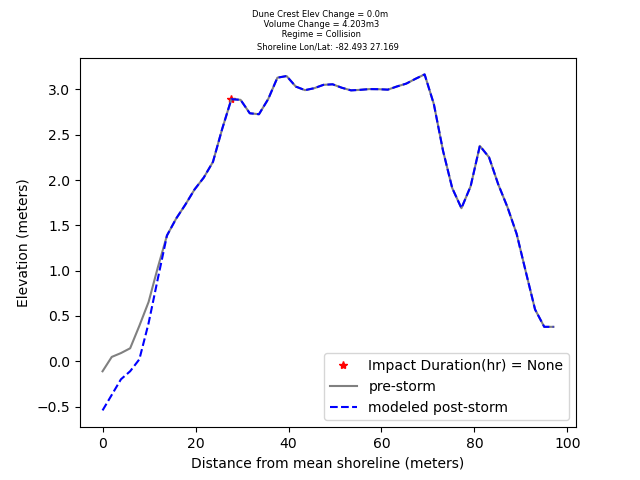 Dune Crest Elev Change = 0.0m
Volume Change = 4.203m3
Regime = Collision
Shoreline Lon/Lat: -82.493 27.169
3.0
2.5
2.0
1.5
1.0
0.5
0.0
−0.5
Elevation (meters)
Impact Duration(hr) = None
pre-storm
modeled post-storm
0 20 40 60 80 100
Distance from mean shoreline (meters)